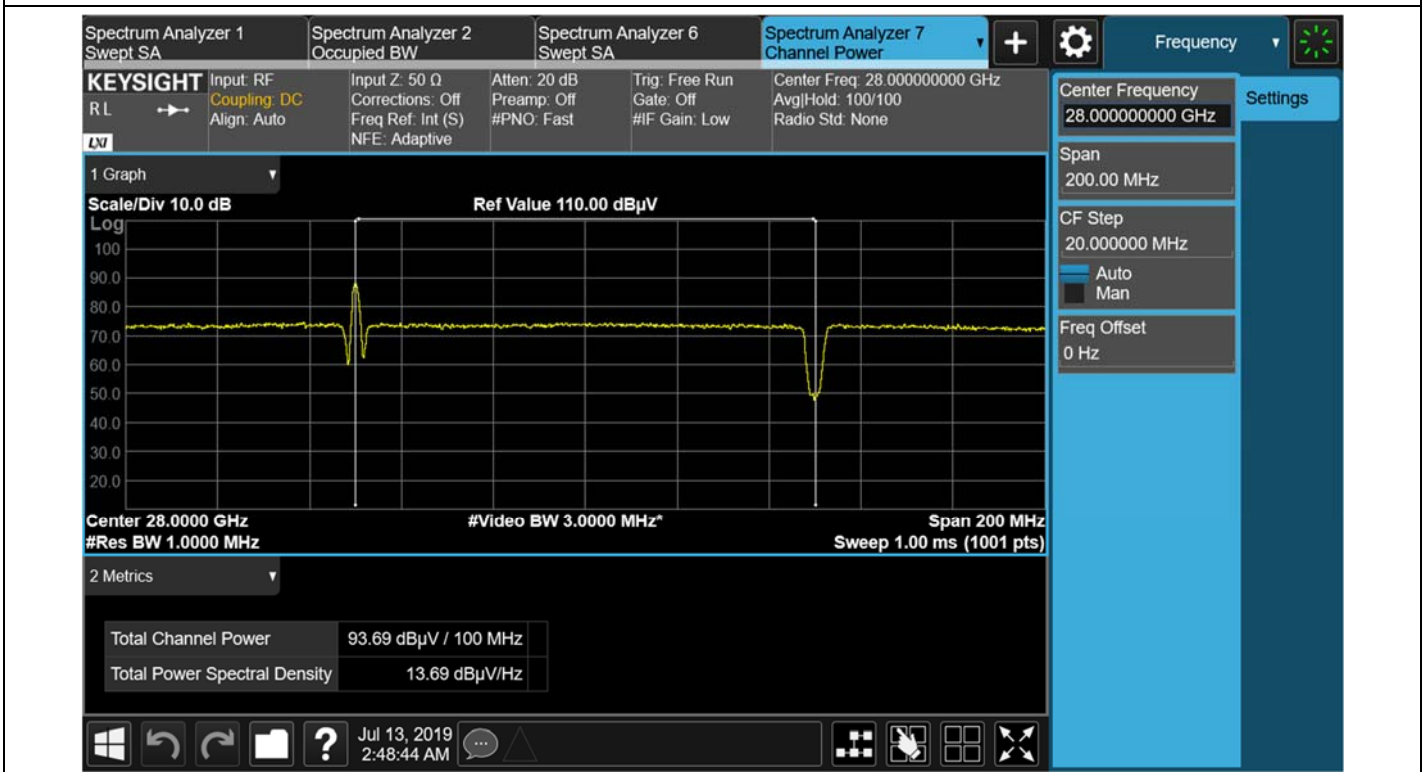 Spectrum Analyzer 1
Swept SA
Spectrum Analyzer 2
Occupied BW
Spectrum Analyzer 6
Swept SA
Spectrum Analyzer 7
Channel Power
+
Frequency
KEYSIGHT
R L
LXI
Input: RF
Coupling: DC
Align: Auto
Input Z: 50 Ω
Corrections: Off
Freq Ref: Int (S)
NFE: Adaptive
Atten: 20 dB
Preamp: Off
#PNO: Fast
Trig: Free Run
Gate: Off
#IF Gain: Low
Center Freq: 28.000000000 GHz
Avg|Hold: 100/100
Radio Std: None
Center Frequency
28.000000000 GHz
Settings
Span
200.00 MHz
CF Step
20.000000 MHz
Auto
Man
Freq Offset
0 Hz
1 Graph
Scale/Div 10.0 dB
Ref Value 110.00 dBµV
Log
100
90.0
80.0
70.0
60.0
50.0
40.0
30.0
20.0
Center 28.0000 GHz
#Video BW 3.0000 MHz*
Span 200 MHz
#Res BW 1.0000 MHz
Sweep 1.00 ms (1001 pts)
2 Metrics
Total Channel Power 93.69 dBµV / 100 MHz
Total Power Spectral Density 13.69 dBµV/Hz
?
Jul 13, 2019
2:48:44 AM